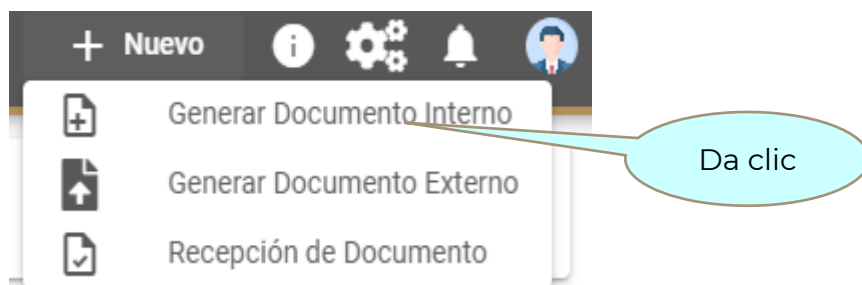 + Nuevo
Generar Documento Interno
Da clic
Generar Documento Externo
Recepción de Documento